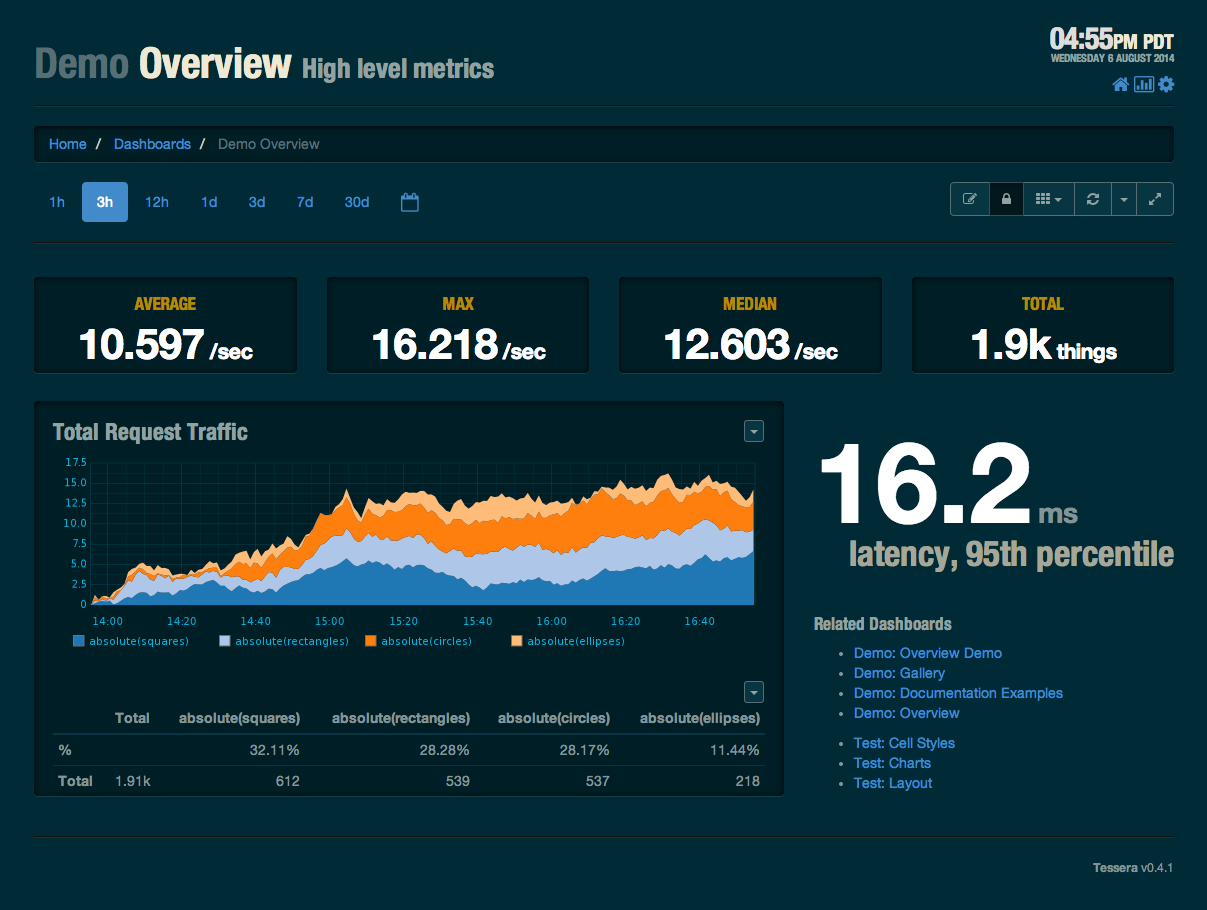 Demo Overview High level metrics
04:55PM PDT
WEDNESDAY 6 AUGUST 2014
Home / Dashboards / Demo Overview
1h 3h 12h 1d 3d 7d 30d
AVERAGE
10.597 /sec
MAX
16.218 /sec
MEDIAN
12.603 /sec
TOTAL
1.9k things
Total Request Traffic
17.5
15.0
12.5
10.0
7.5
5.0
2.5
0
14:00 14:20 14:40 15:00 15:20 15:40 16:00 16:20 16:40
absolute(squares) absolute(rectangles) absolute(circles) absolute(ellipses)
Total absolute(squares) absolute(rectangles) absolute(circles) absolute(ellipses)
% 32.11% 28.28% 28.17% 11.44%
Total 1.91k 612 539 537 218
16.2 ms
latency, 95th percentile
Related Dashboards
Demo: Overview Demo
Demo: Gallery
Demo: Documentation Examples
Demo: Overview
Test: Cell Styles
Test: Charts
Test: Layout
Tessera v0.4.1